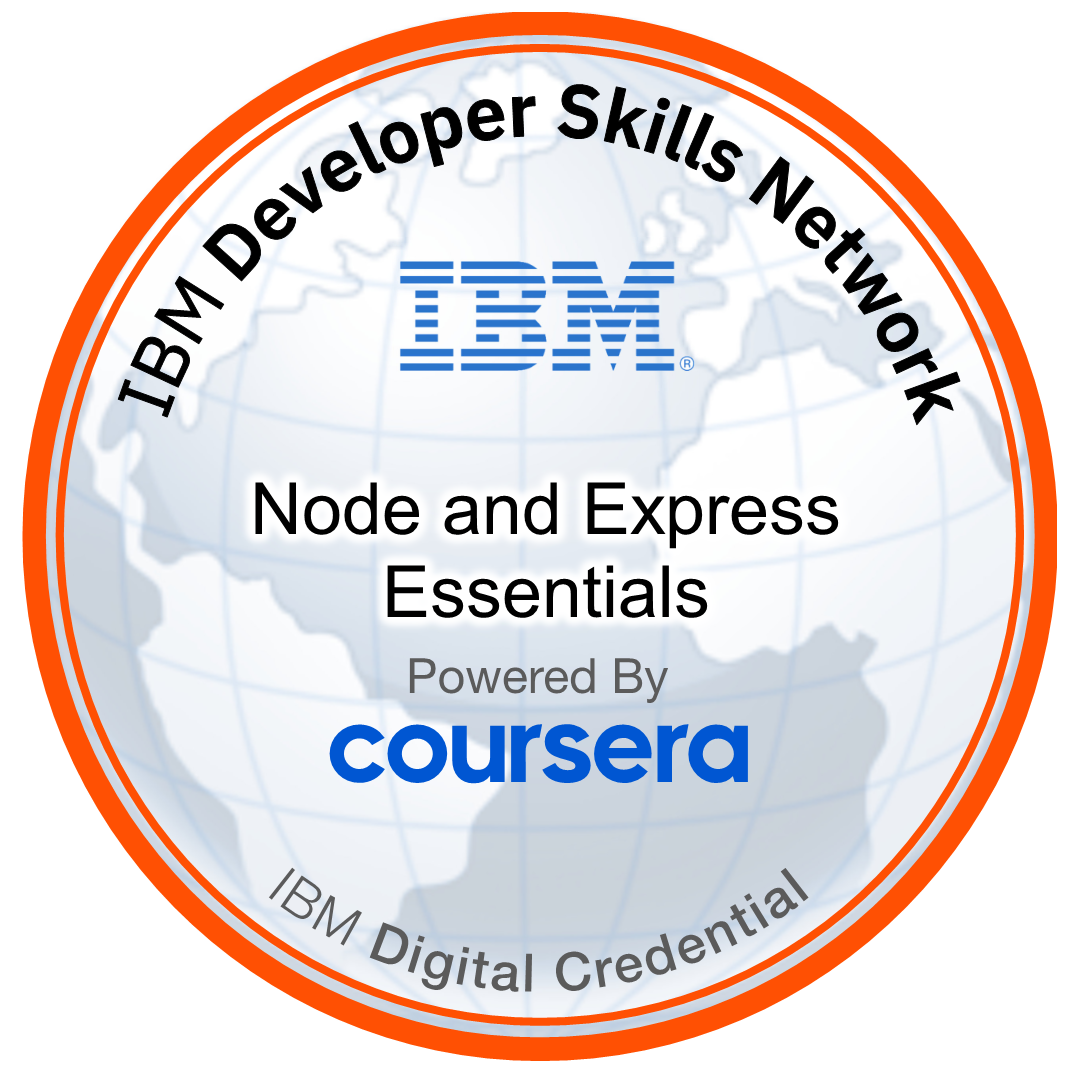 IBM Developer Skills Network
IBM®
Node and Express
Essentials
Powered By
coursera
IBM Digital Credential